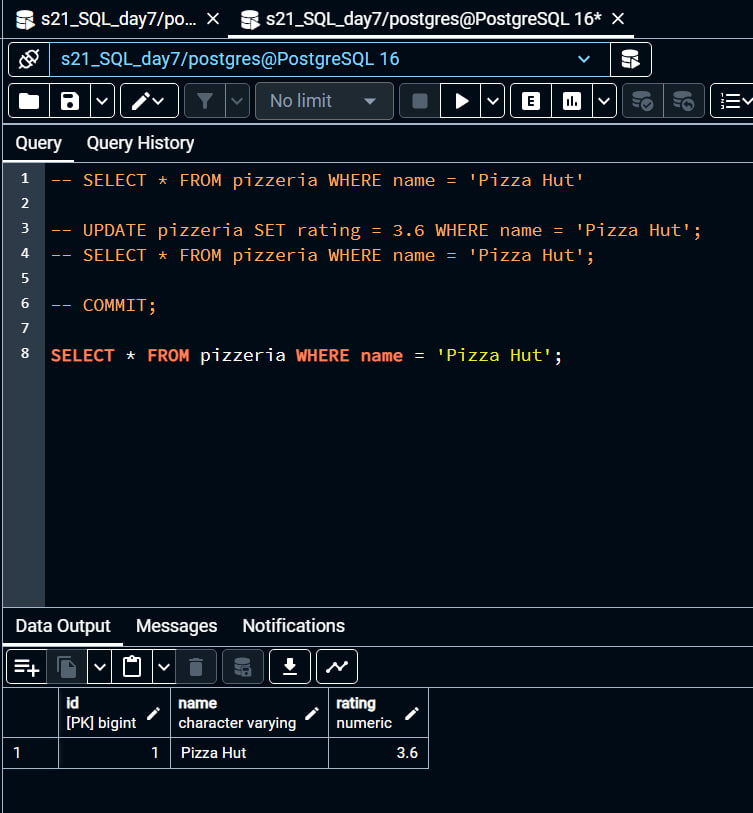 s21_SQL_day7/po... × s21_SQL_day7/postgres@PostgreSQL 16* ×
s21_SQL_day7/postgres@PostgreSQL 16
No limit
E
Query Query History
1 -- SELECT * FROM pizzeria WHERE name = 'Pizza Hut'
2
3 -- UPDATE pizzeria SET rating = 3.6 WHERE name = 'Pizza Hut';
4 -- SELECT * FROM pizzeria WHERE name = 'Pizza Hut';
5
6 -- COMMIT;
7
8 SELECT * FROM pizzeria WHERE name = 'Pizza Hut';
Data Output Messages Notifications
id name rating
[PK] bigint character varying numeric
1 1 Pizza Hut 3.6